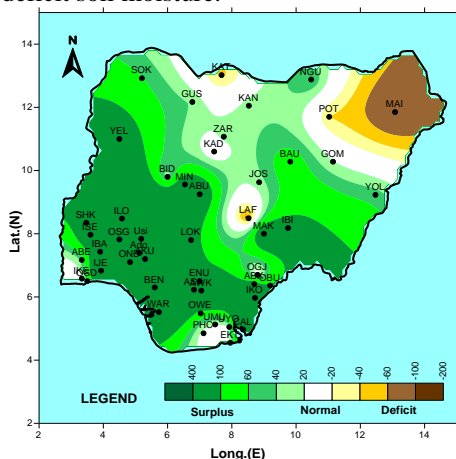 deficit soil moisture.
14
12
10
8
6
4
2
Lat.(N)
N
SOK
KAT
NGU
GUS
KAN
MAI
POT
YEL
ZAR
KAD
BID
MIN
ABU
JOS
BAU
GOM
YOL
SHK
ISE
ILO
OSG
Usi
IBA
LOK
LAF
MAK
IBI
ABE
IJE
OND
IKE
BEN
ENU
OGJ
OBU
IKO
WAR
OWE
UMU
UYO
CAL
PHC
EKT
LEGEND
400
100
60
40
20
-20
-40
-60
-100
-200
Surplus
Normal
Deficit
2
4
6
8
10
12
14
Long.(E)